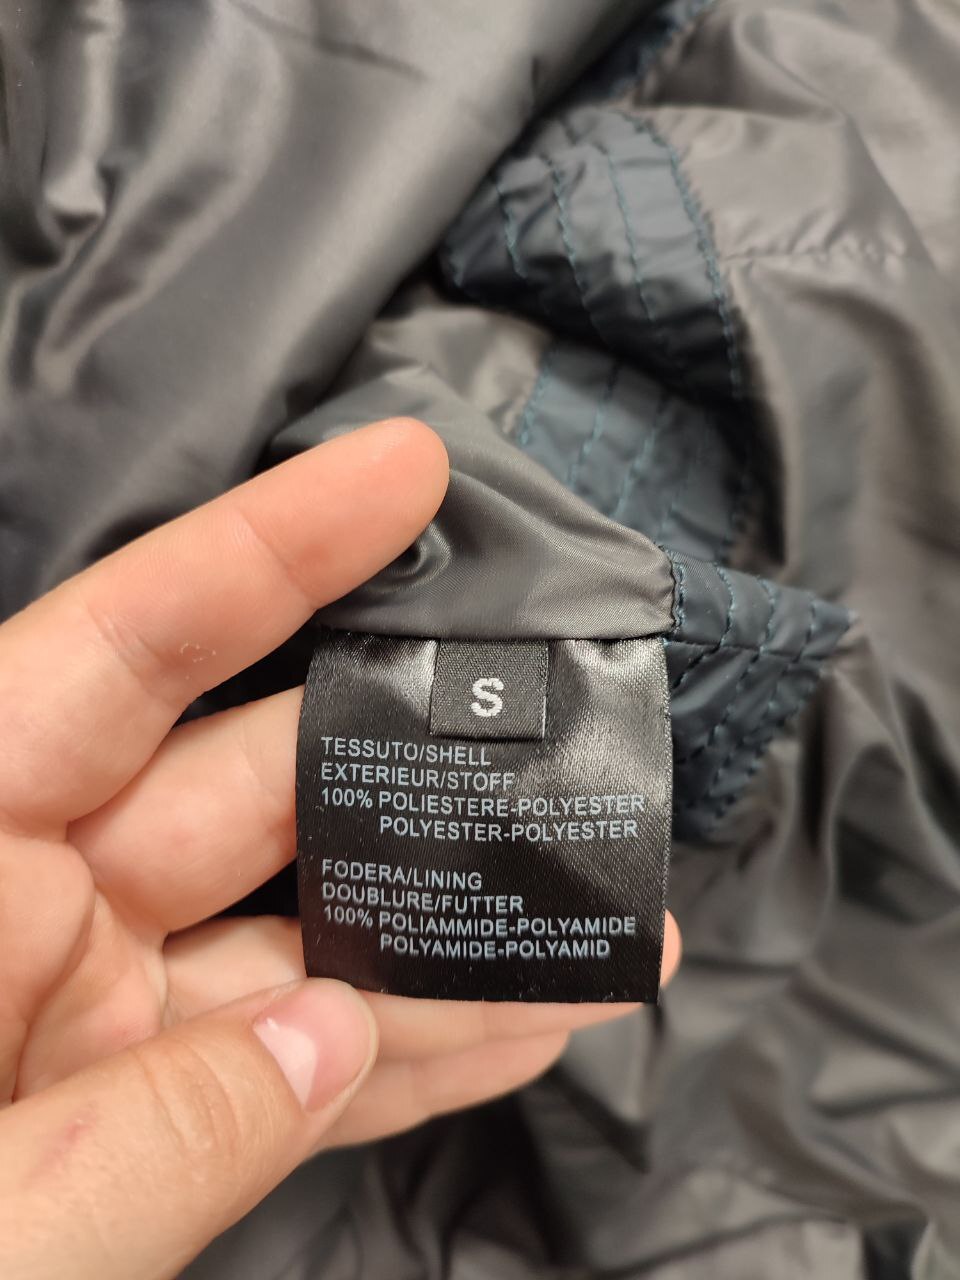 S
TESSUTO/SHELL
EXTERIEUR/STOFF
100% POLIESTERE-POLYESTER
POLYESTER-POLYESTER
FODERA/LINING
DOUBLURE/FUTTER
100% POLIAMMIDE-POLYAMIDE
POLYAMIDE-POLYAMID